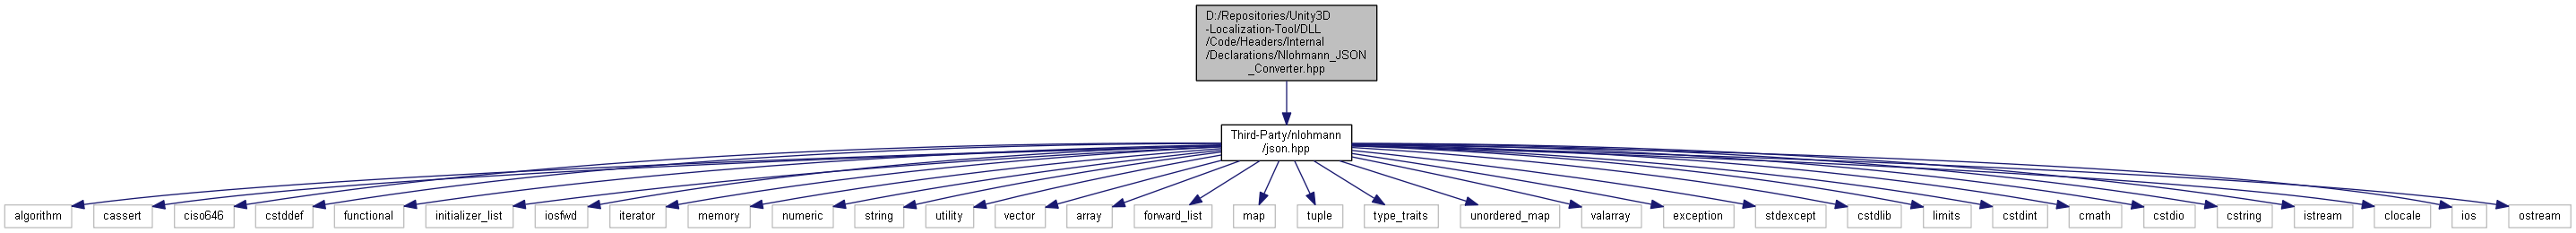 D:/Repositories/Unity3D
-Localization-Tool/DLL
/Code/Headers/Internal
/Declarations/Nlohmann_JSON
_Converter.hpp
Third-Party/nlohmann
/json.hpp
algorithm
cassert
ciso646
cstddef
functional
initializer_list
iosfwd
iterator
memory
numeric
string
utility
vector
array
forward_list
map
tuple
type_traits
unordered_map
valarray
exception
stdexcept
cstdlib
limits
cstdint
cmath
cstdio
cstring
istream
clocale
ios
ostream